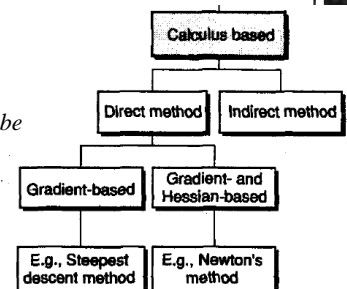 Calculus based
Direct method
Indirect method
be
Gradient-based
Gradient- and
Hessian-based
E.g., Steepest
descent method
E.g., Newton's
method